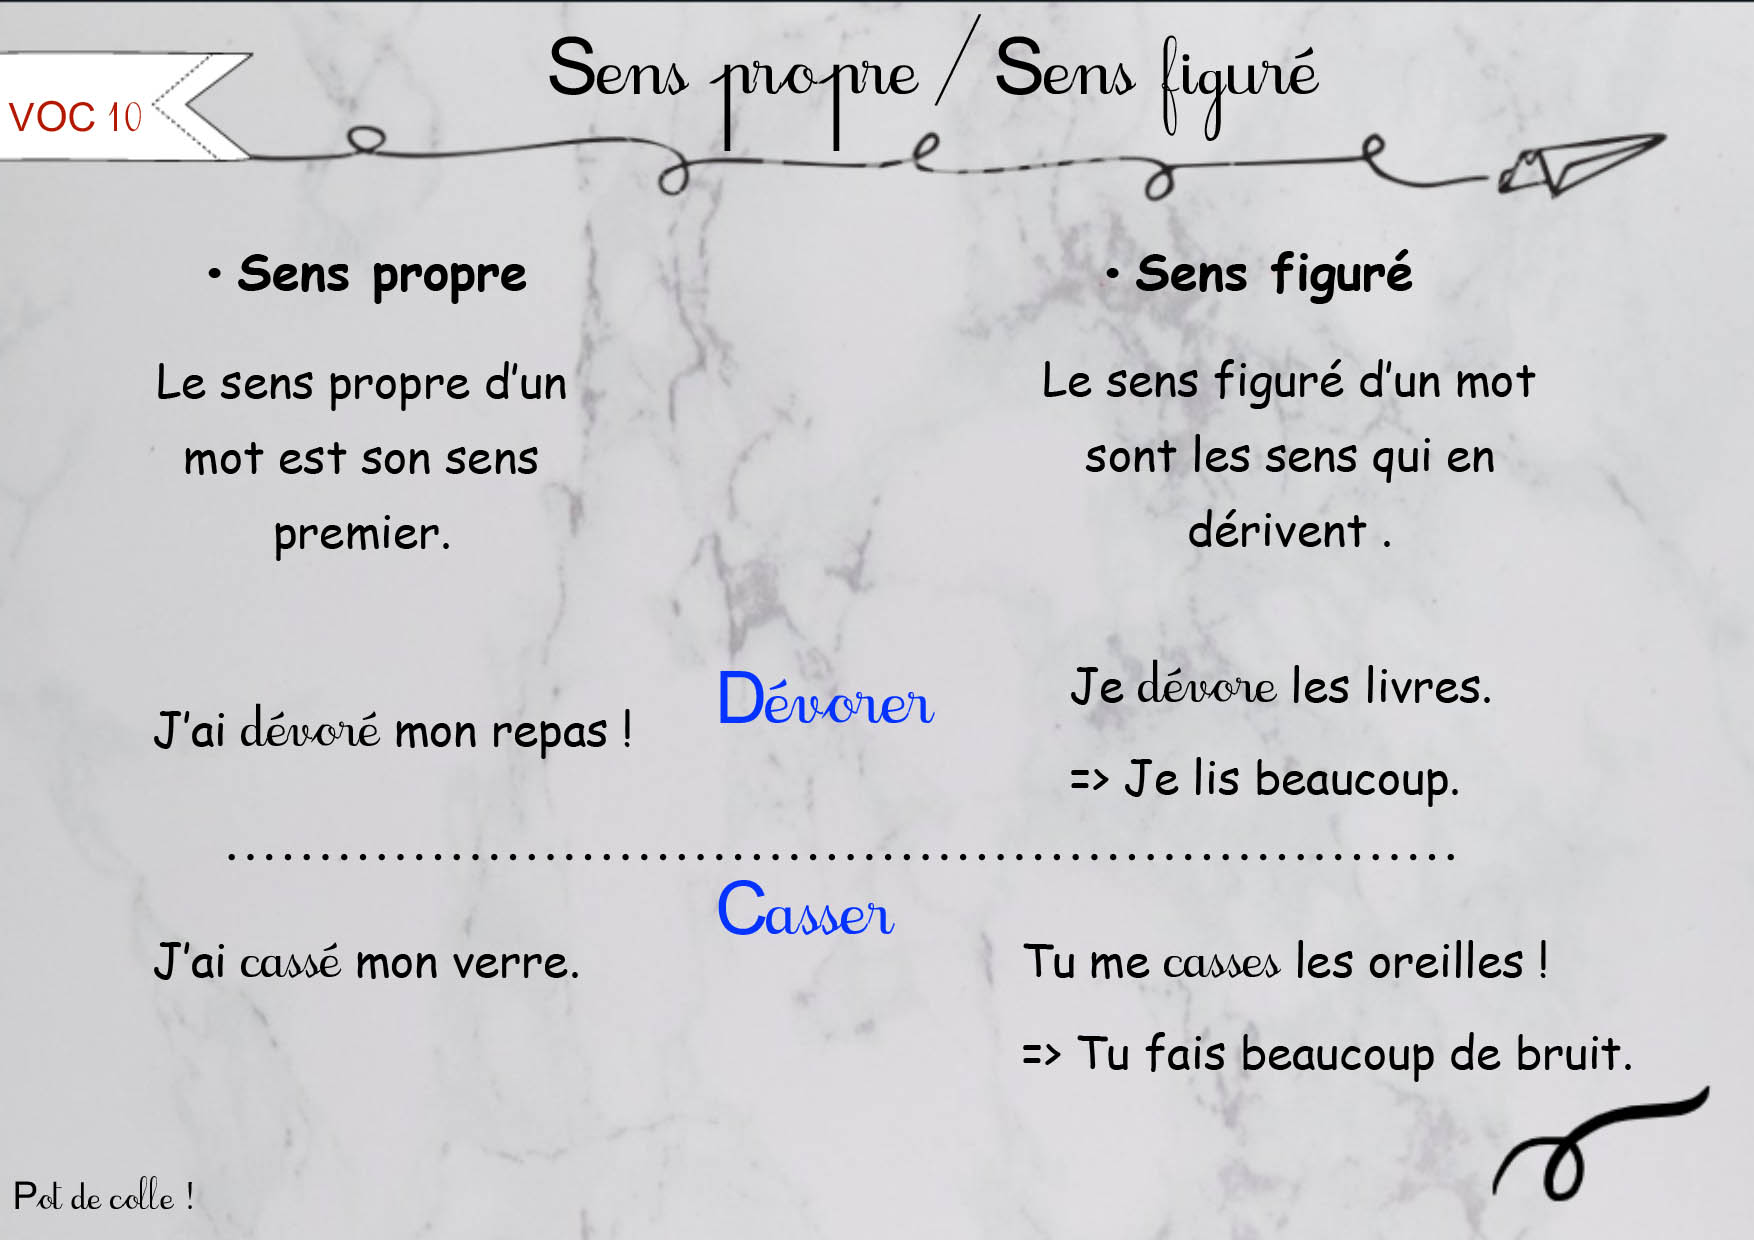 VOC 10
Sens propre / Sens figuré
• Sens propre
Le sens propre d'un
mot est son sens
premier.
• Sens figuré
Le sens figuré d'un mot
sont les sens qui en
dérivent .
Dévorer
J'ai dévoré mon repas !
Je dévore les livres.
=> Je lis beaucoup.
Casser
J'ai cassé mon verre.
Tu me casses les oreilles !
=> Tu fais beaucoup de bruit.
Pot de colle !